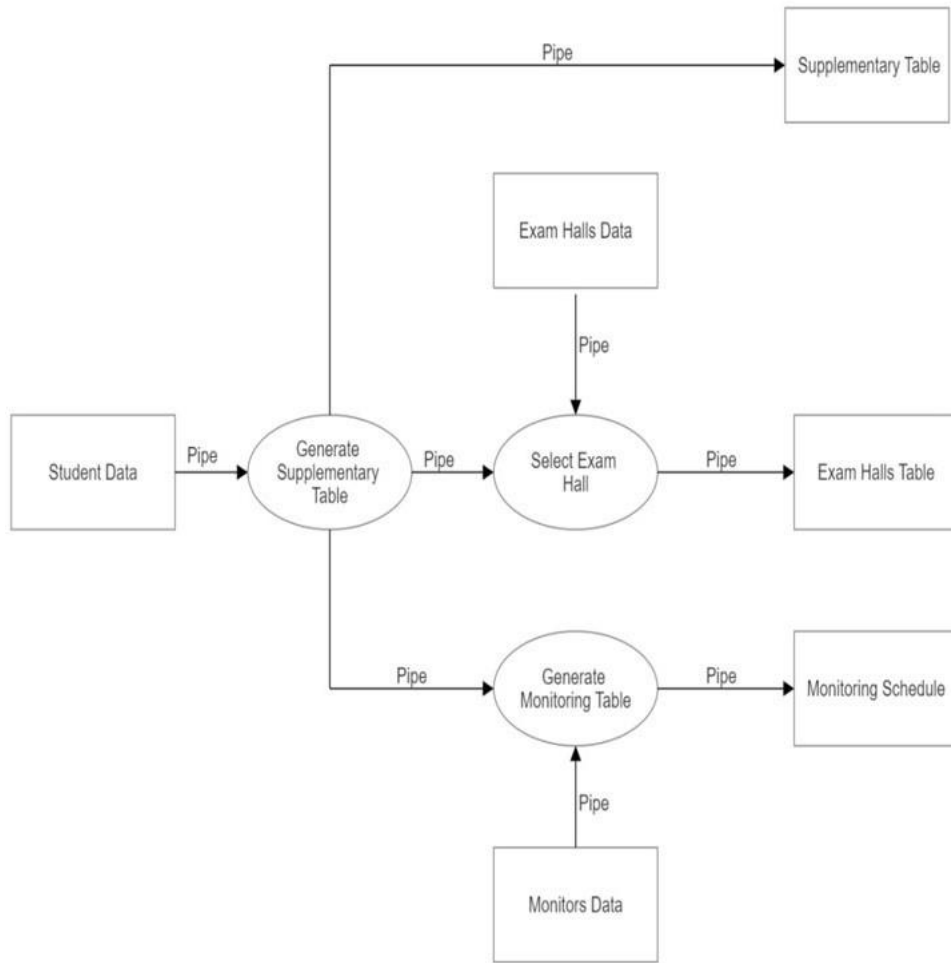 Pipe
Supplementary Table
Exam Halls Data
Pipe
Student Data
Pipe
Generate
Supplementary
Table
Pipe
Select Exam
Hall
Pipe
Exam Halls Table
Pipe
Generate
Monitoring Table
Pipe
Monitoring Schedule
Pipe
Monitors Data